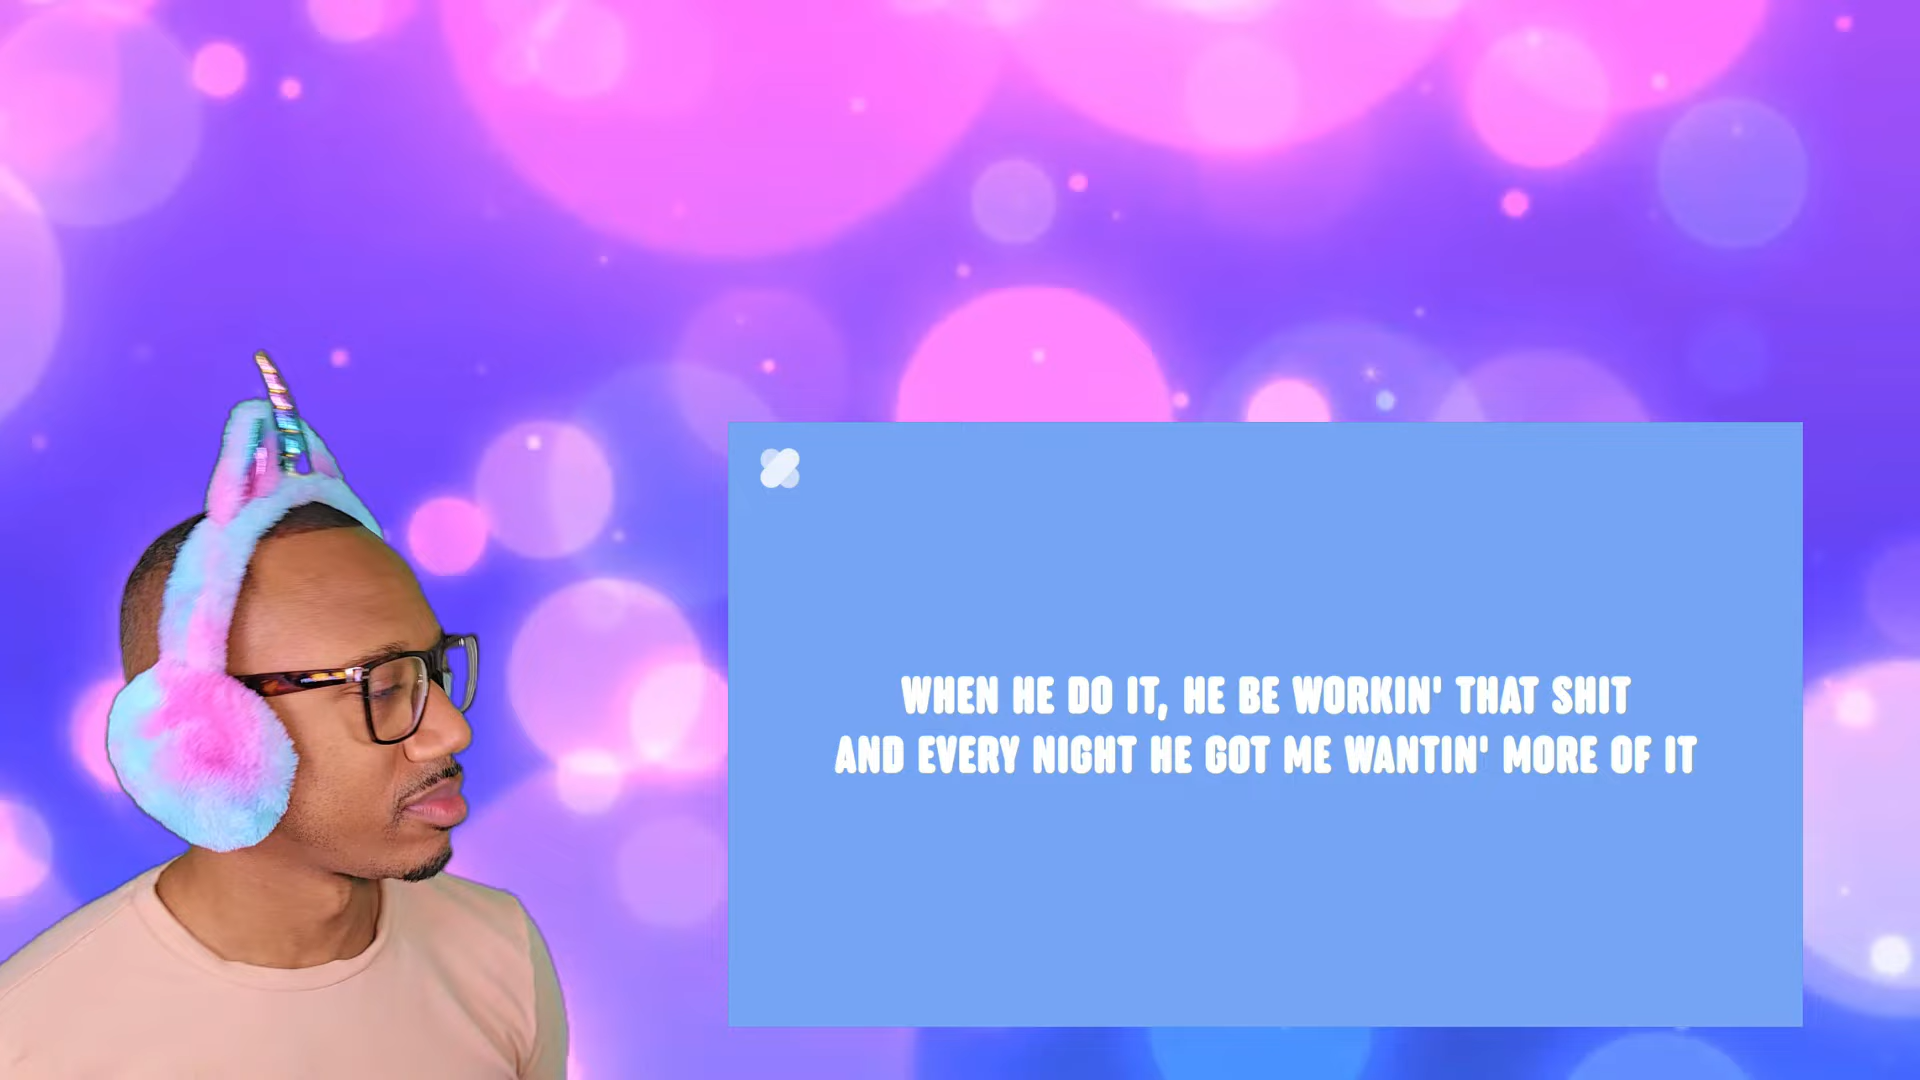 WHEN HE DO IT, HE BE WORKIN' THAT SHIT
AND EVERY NIGHT HE GOT ME WANTIN' MORE OF IT